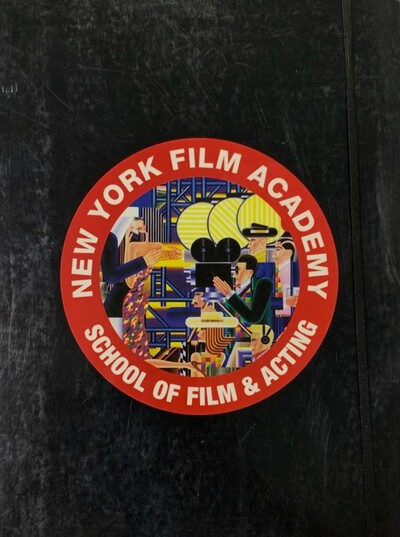 NEW YORK FILM ACADEMY
SCHOOL OF FILM & ACTING